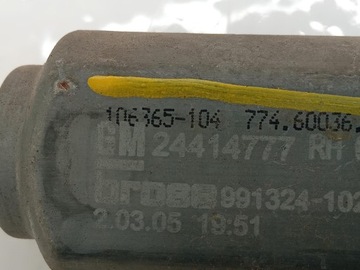 106365-104 774.60036.
GM 24414777 RH
brose 991324-102
2.03.05 19:51